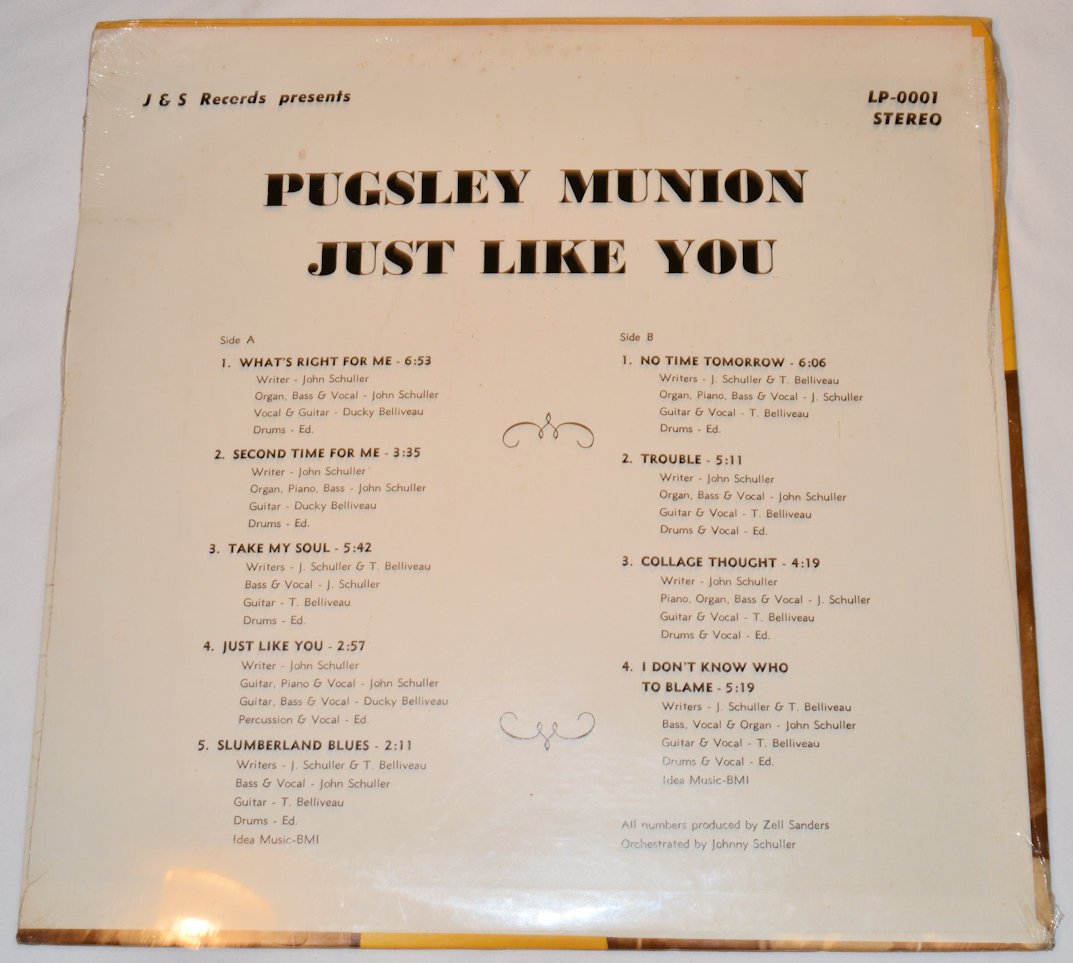 J & S Records presents
LP-0001
STEREO
PUGSLEY MUNION
JUST LIKE YOU
Side A
1. WHAT'S RIGHT FOR ME - 6:53
Writer - John Schuller
Organ, Bass & Vocal - John Schuller
Vocal & Guitar - Ducky Belliveau
Drums - Ed.
2. SECOND TIME FOR ME - 3:35
Writer - John Schuller
Organ, Piano, Bass - John Schuller
Guitar - Ducky Belliveau
Drums - Ed.
3. TAKE MY SOUL - 5:42
Writers - J. Schuller & T. Belliveau
Bass & Vocal - J. Schuller
Guitar - T. Belliveau
Drums - Ed.
4. JUST LIKE YOU - 2:57
Writer - John Schuller
Guitar, Piano & Vocal - John Schuller
Guitar, Bass & Vocal - Ducky Belliveau
Percussion & Vocal - Ed.
5. SLUMBERLAND BLUES - 2:11
Writers - J. Schuller & T. Belliveau
Bass & Vocal - John Schuller
Guitar - T. Belliveau
Drums - Ed.
Idea Music-BMI
Side B
1. NO TIME TOMORROW - 6:06
Writers - J. Schuller & T. Belliveau
Organ, Piano, Bass & Vocal - J. Schuller
Guitar & Vocal - T. Belliveau
Drums - Ed.
2. TROUBLE - 5:11
Writer - John Schuller
Organ, Bass & Vocal - John Schuller
Guitar & Vocal - T. Belliveau
Drums & Vocal - Ed.
3. COLLAGE THOUGHT - 4:19
Writer - John Schuller
Piano, Organ, Bass & Vocal - J. Schuller
Guitar & Vocal - T. Belliveau
Drums & Vocal - Ed.
4. I DON'T KNOW WHO
TO BLAME - 5:19
Writers - J. Schuller & T. Belliveau
Bass, Vocal & Organ - John Schuller
Guitar & Vocal - T. Belliveau
Drums & Vocal - Ed.
Idea Music-BMI
All numbers produced by Zell Sanders
Orchestrated by Johnny Schuller